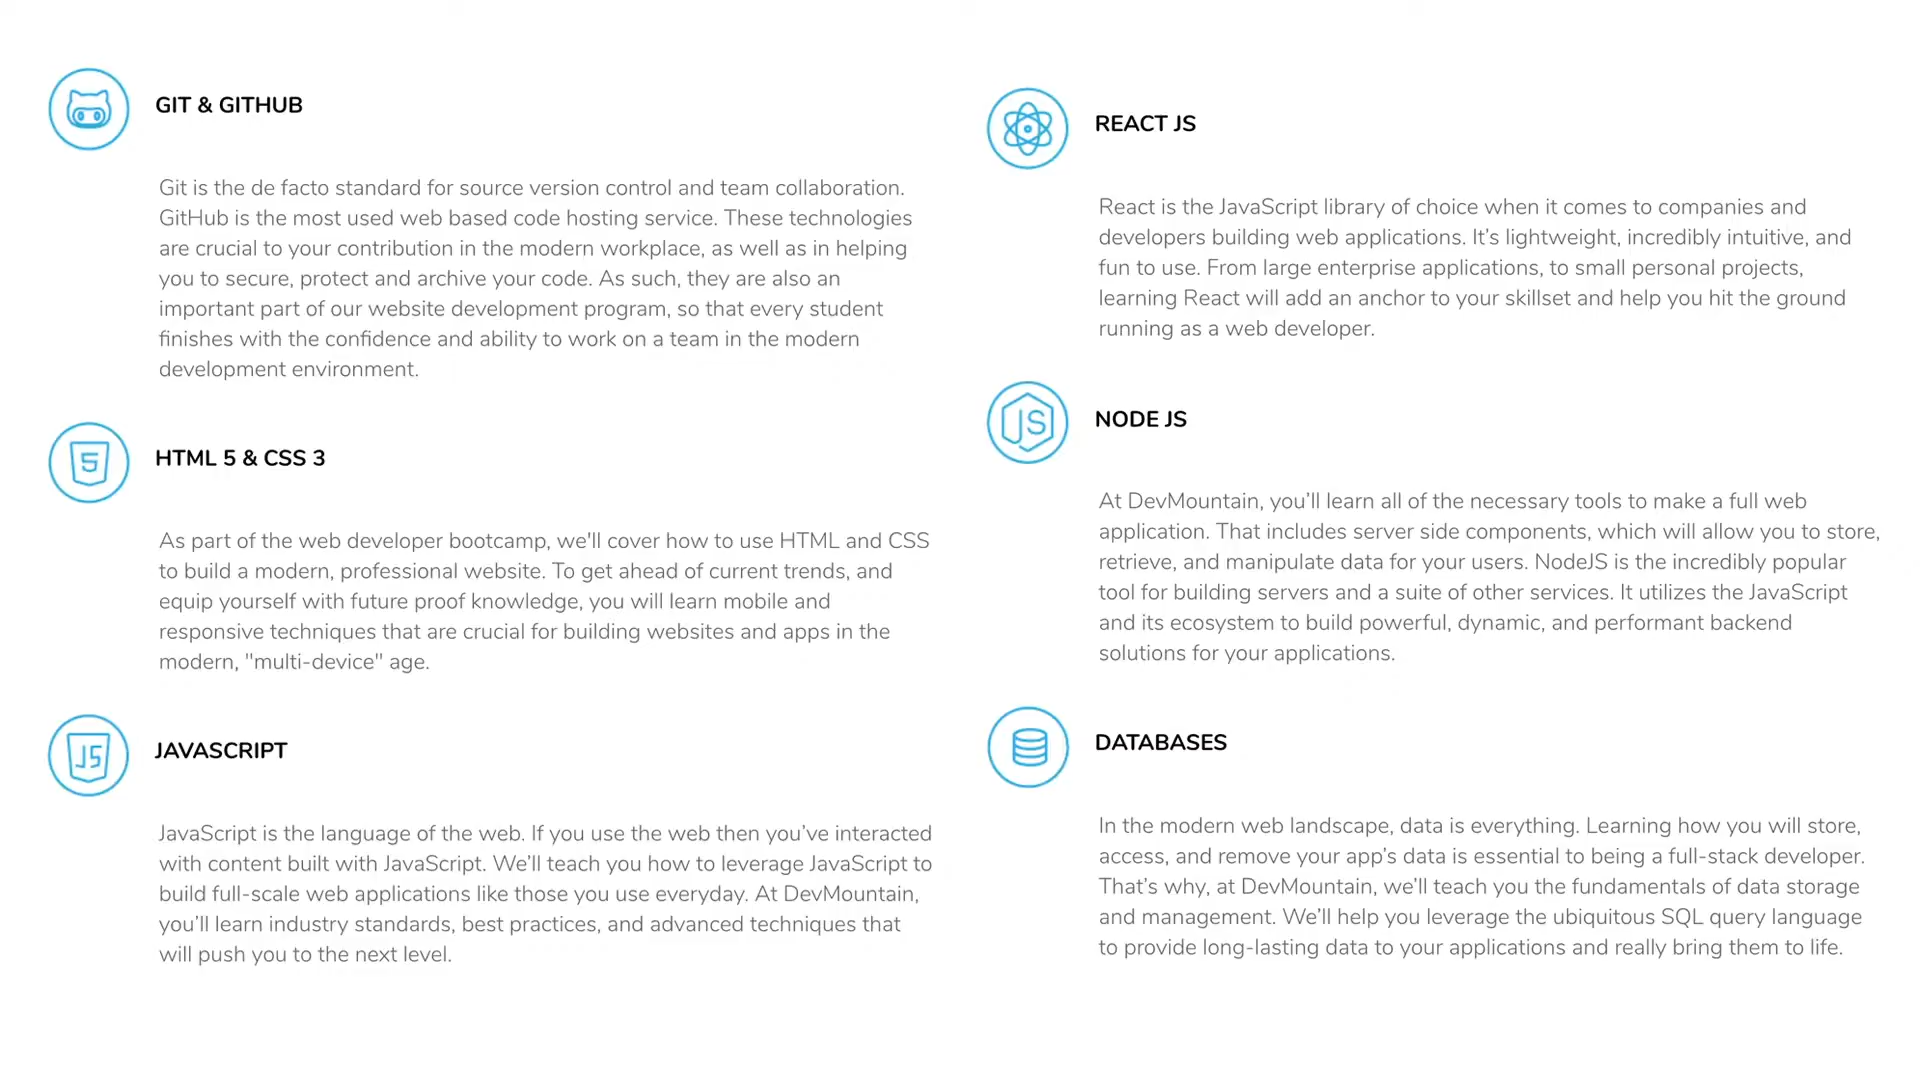 GIT & GITHUB
Git is the de facto standard for source version control and team collaboration.
GitHub is the most used web based code hosting service. These technologies
are crucial to your contribution in the modern workplace, as well as in helping
you to secure, protect and archive your code. As such, they are also an
important part of our website development program, so that every student
finishes with the confidence and ability to work on a team in the modern
development environment.
5
HTML 5 & CSS 3
As part of the web developer bootcamp, we'll cover how to use HTML and CSS
to build a modern, professional website. To get ahead of current trends, and
equip yourself with future proof knowledge, you will learn mobile and
responsive techniques that are crucial for building websites and apps in the
modern, "multi-device" age.
JS
JAVASCRIPT
JavaScript is the language of the web. If you use the web then you’ve interacted
with content built with JavaScript. We’ll teach you how to leverage JavaScript to
build full-scale web applications like those you use everyday. At DevMountain,
you’ll learn industry standards, best practices, and advanced techniques that
will push you to the next level.
REACT JS
React is the JavaScript library of choice when it comes to companies and
developers building web applications. It’s lightweight, incredibly intuitive, and
fun to use. From large enterprise applications, to small personal projects,
learning React will add an anchor to your skillset and help you hit the ground
running as a web developer.
JS
NODE JS
At DevMountain, you’ll learn all of the necessary tools to make a full web
application. That includes server side components, which will allow you to store,
retrieve, and manipulate data for your users. NodeJS is the incredibly popular
tool for building servers and a suite of other services. It utilizes the JavaScript
and its ecosystem to build powerful, dynamic, and performant backend
solutions for your applications.
DATABASES
In the modern web landscape, data is everything. Learning how you will store,
access, and remove your app’s data is essential to being a full-stack developer.
That’s why, at DevMountain, we’ll teach you the fundamentals of data storage
and management. We’ll help you leverage the ubiquitous SQL query language
to provide long-lasting data to your applications and really bring them to life.